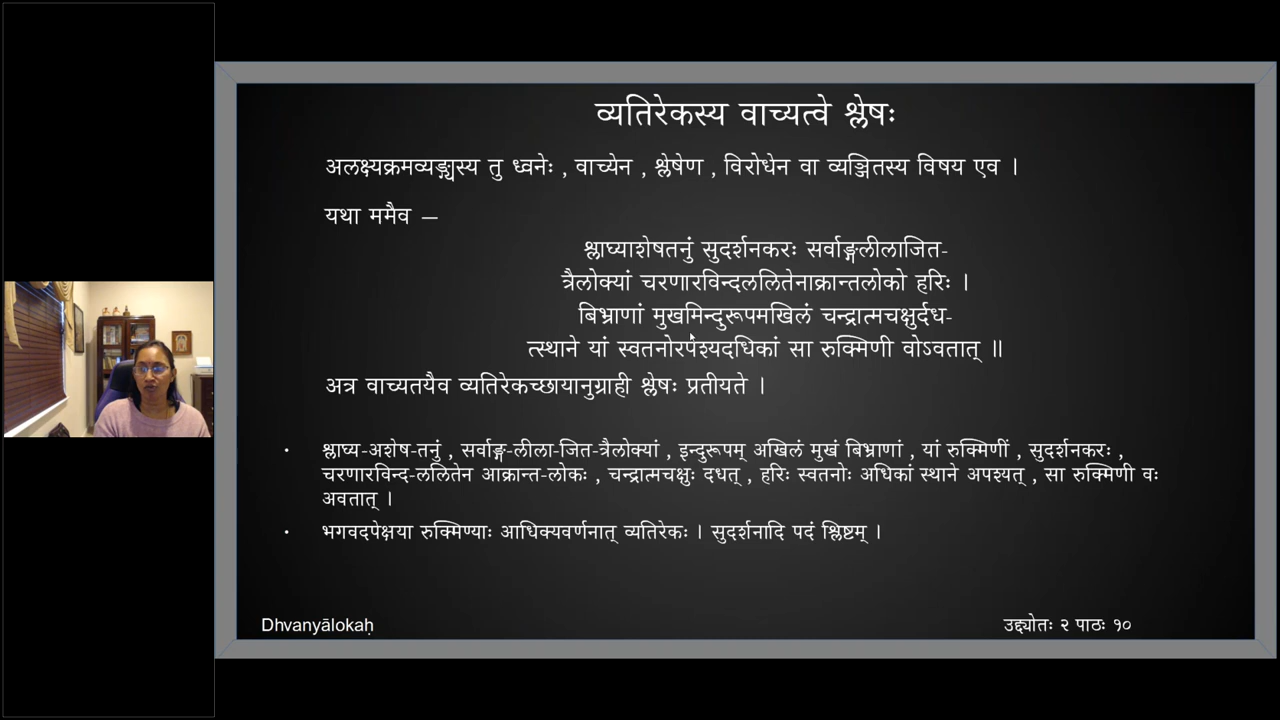 व्यतिरेकस्य वाच्यत्वे श्लेषः
अलक्ष्यक्रमव्यङ्ग्यस्य तु ध्वनेः , वाच्येन , श्लेषेण , विरोधेन वा व्यञ्जितस्य विषय एव ।
यथा ममैव —
श्लाघ्याशेषतनुं सुदर्शनकरः सर्वाङ्गलीलाजित-
त्रैलोक्यां चरणारविन्दललितेनाक्रान्तलोको हरिः ।
बिभ्राणां मुखमिन्दुरूपमखिलं चन्द्रात्मचक्षुर्दध-
त्स्थाने यां स्वतनोरपश्यदधिकां सा रुक्मिणी वोऽवतात् ॥
अत्र वाच्यतयैव व्यतिरेकच्छायानुग्राही श्लेषः प्रतीयते ।
• श्लाघ्य-अशेष-तनुं , सर्वाङ्ग-लीला-जित-त्रैलोक्यां , इन्दुरूपम् अखिलं मुखं बिभ्राणां , यां रुक्मिणीं , सुदर्शनकरः ,
चरणारविन्द-ललितेन आक्रान्त-लोकः , चन्द्रात्मचक्षुः दधत् , हरिः स्वतनोः अधिकां स्थाने अपश्यत् , सा रुक्मिणी वः
अवतात् ।
• भगवदपेक्षया रुक्मिण्याः आधिक्यवर्णनात् व्यतिरेकः । सुदर्शनादि पदं श्लिष्टम् ।
Dhvanyālokaḥ
उद्द्योतः २ पाठः १०